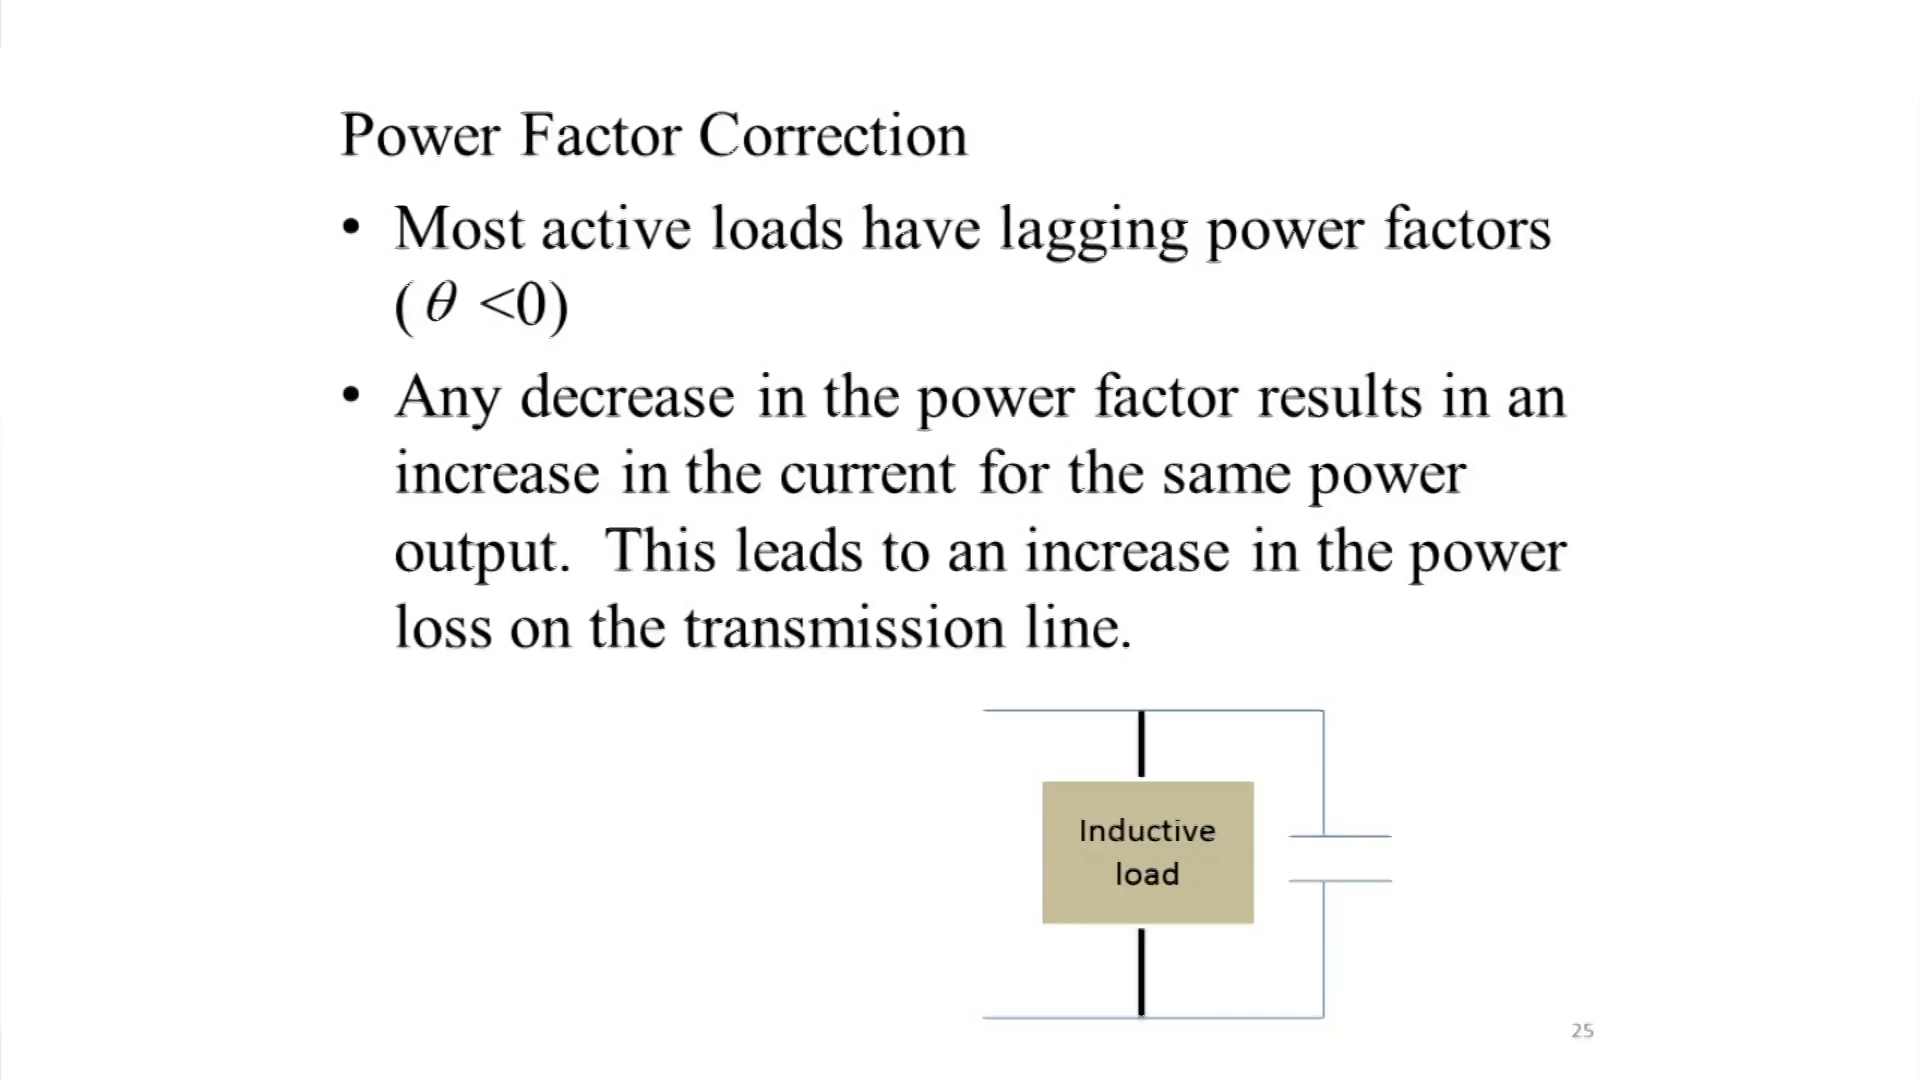 Power Factor Correction
• Most active loads have lagging power factors
( θ <0)
• Any decrease in the power factor results in an
increase in the current for the same power
output. This leads to an increase in the power
loss on the transmission line.
Inductive
load
25